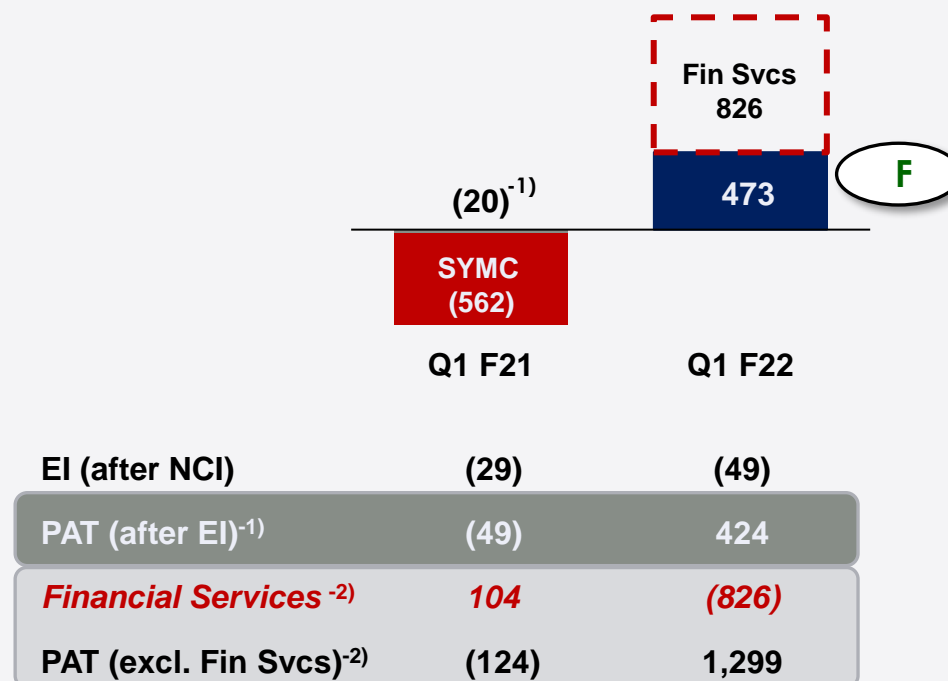 Fin Svcs
826
F
(20)-1)
473
SYMC
(562)
Q1 F21 Q1 F22
EI (after NCI) (29) (49)
PAT (after EI)-1) (49) 424
Financial Services -2) 104 (826)
PAT (excl. Fin Svcs)-2) (124) 1,299